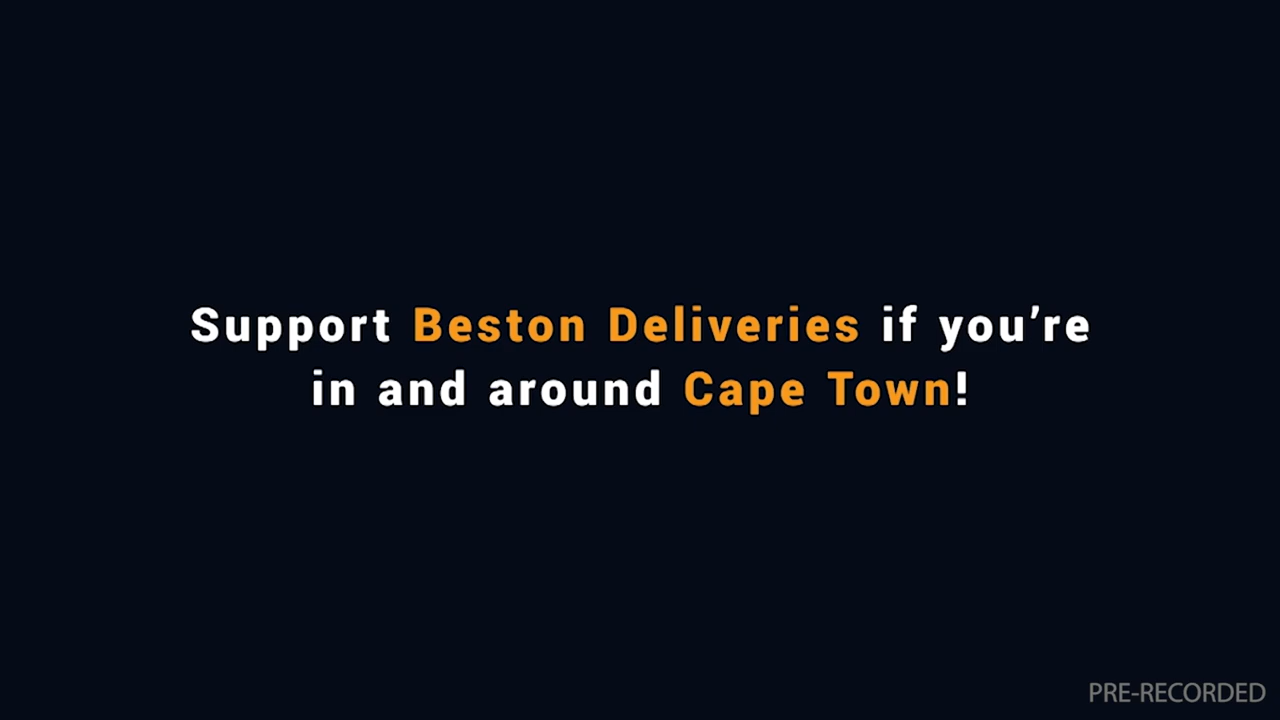 Support Beston Deliveries if you’re
in and around Cape Town!
PRE-RECORDED